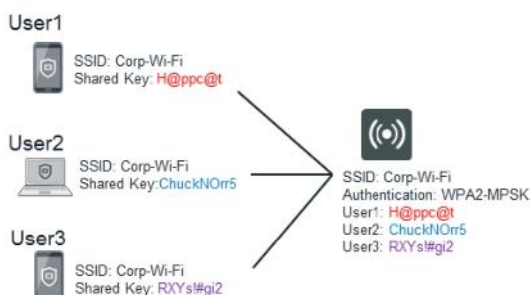 User1
SSID: Corp-Wi-Fi
Shared Key: H@ppc@t
User2
SSID: Corp-Wi-Fi
Shared Key:ChuckNOrr5
User3
SSID: Corp-Wi-Fi
Shared Key: RXYs!#gi2
SSID: Corp-Wi-Fi
Authentication: WPA2-MPSK
User1: H@ppc@t
User2: ChuckNOrr5
User3: RXYs!#gi2